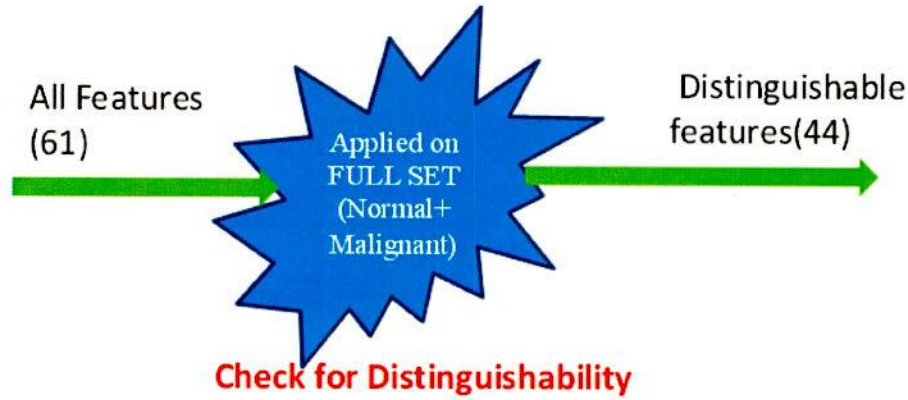 All Features
(61)
Applied on
FULL SET
(Normal+
Malignant)
Distinguishable
features(44)
Check for Distinguishability